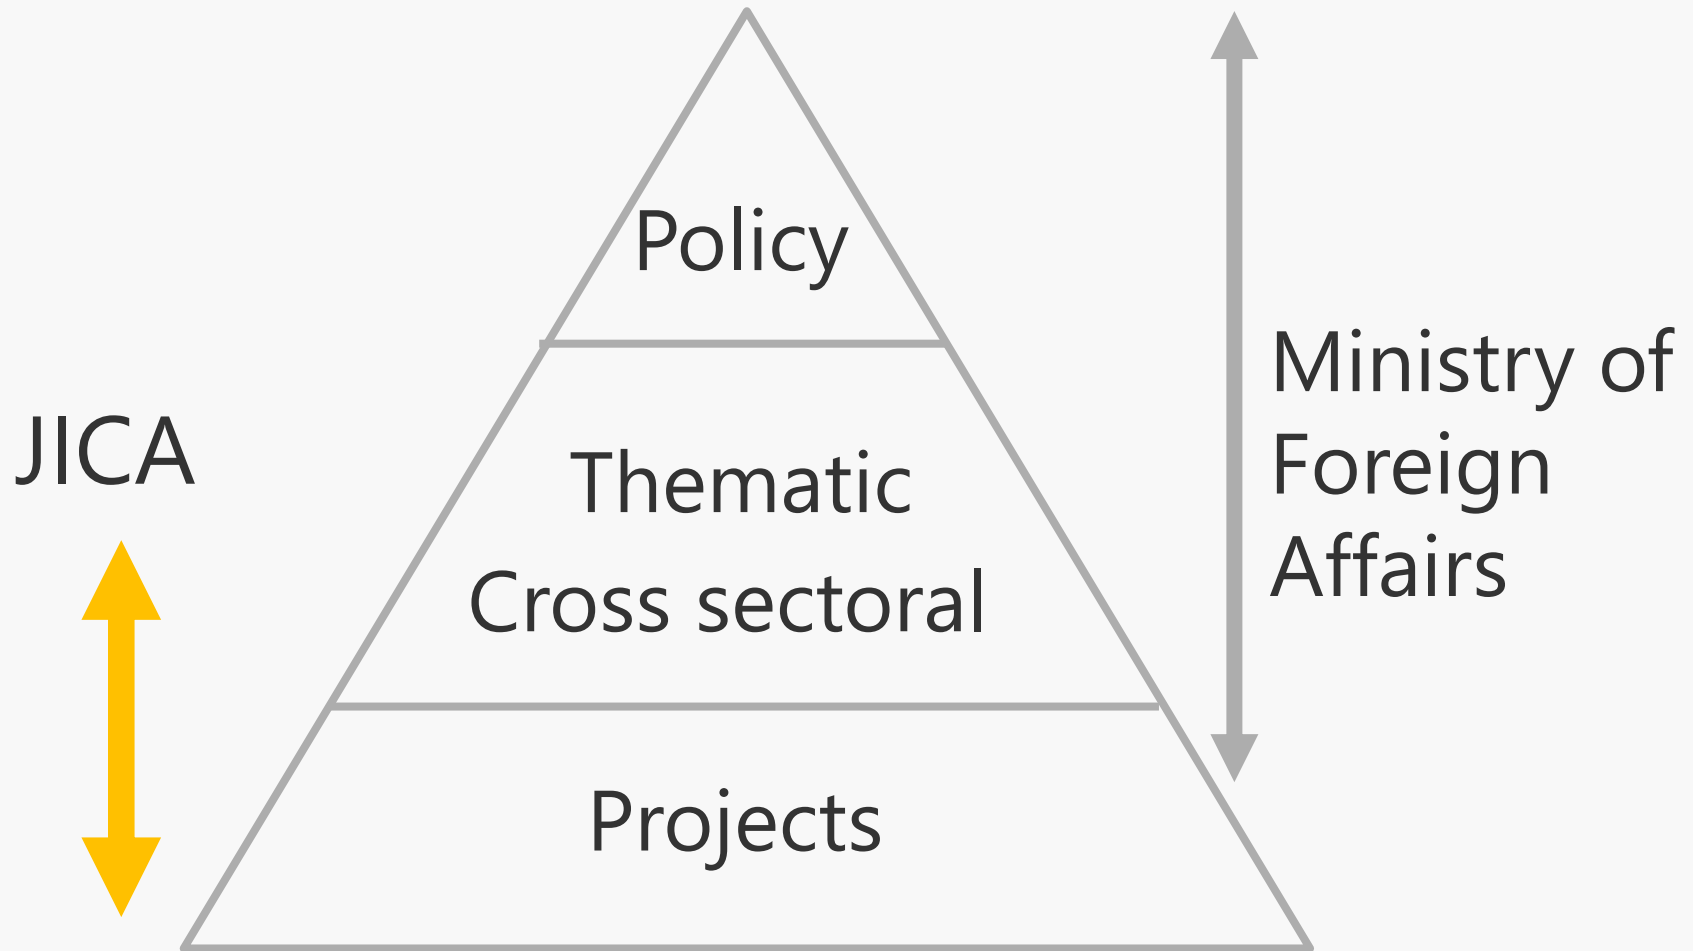 Policy
JICA
Thematic
Cross sectoral
Projects
Ministry of
Foreign
Affairs